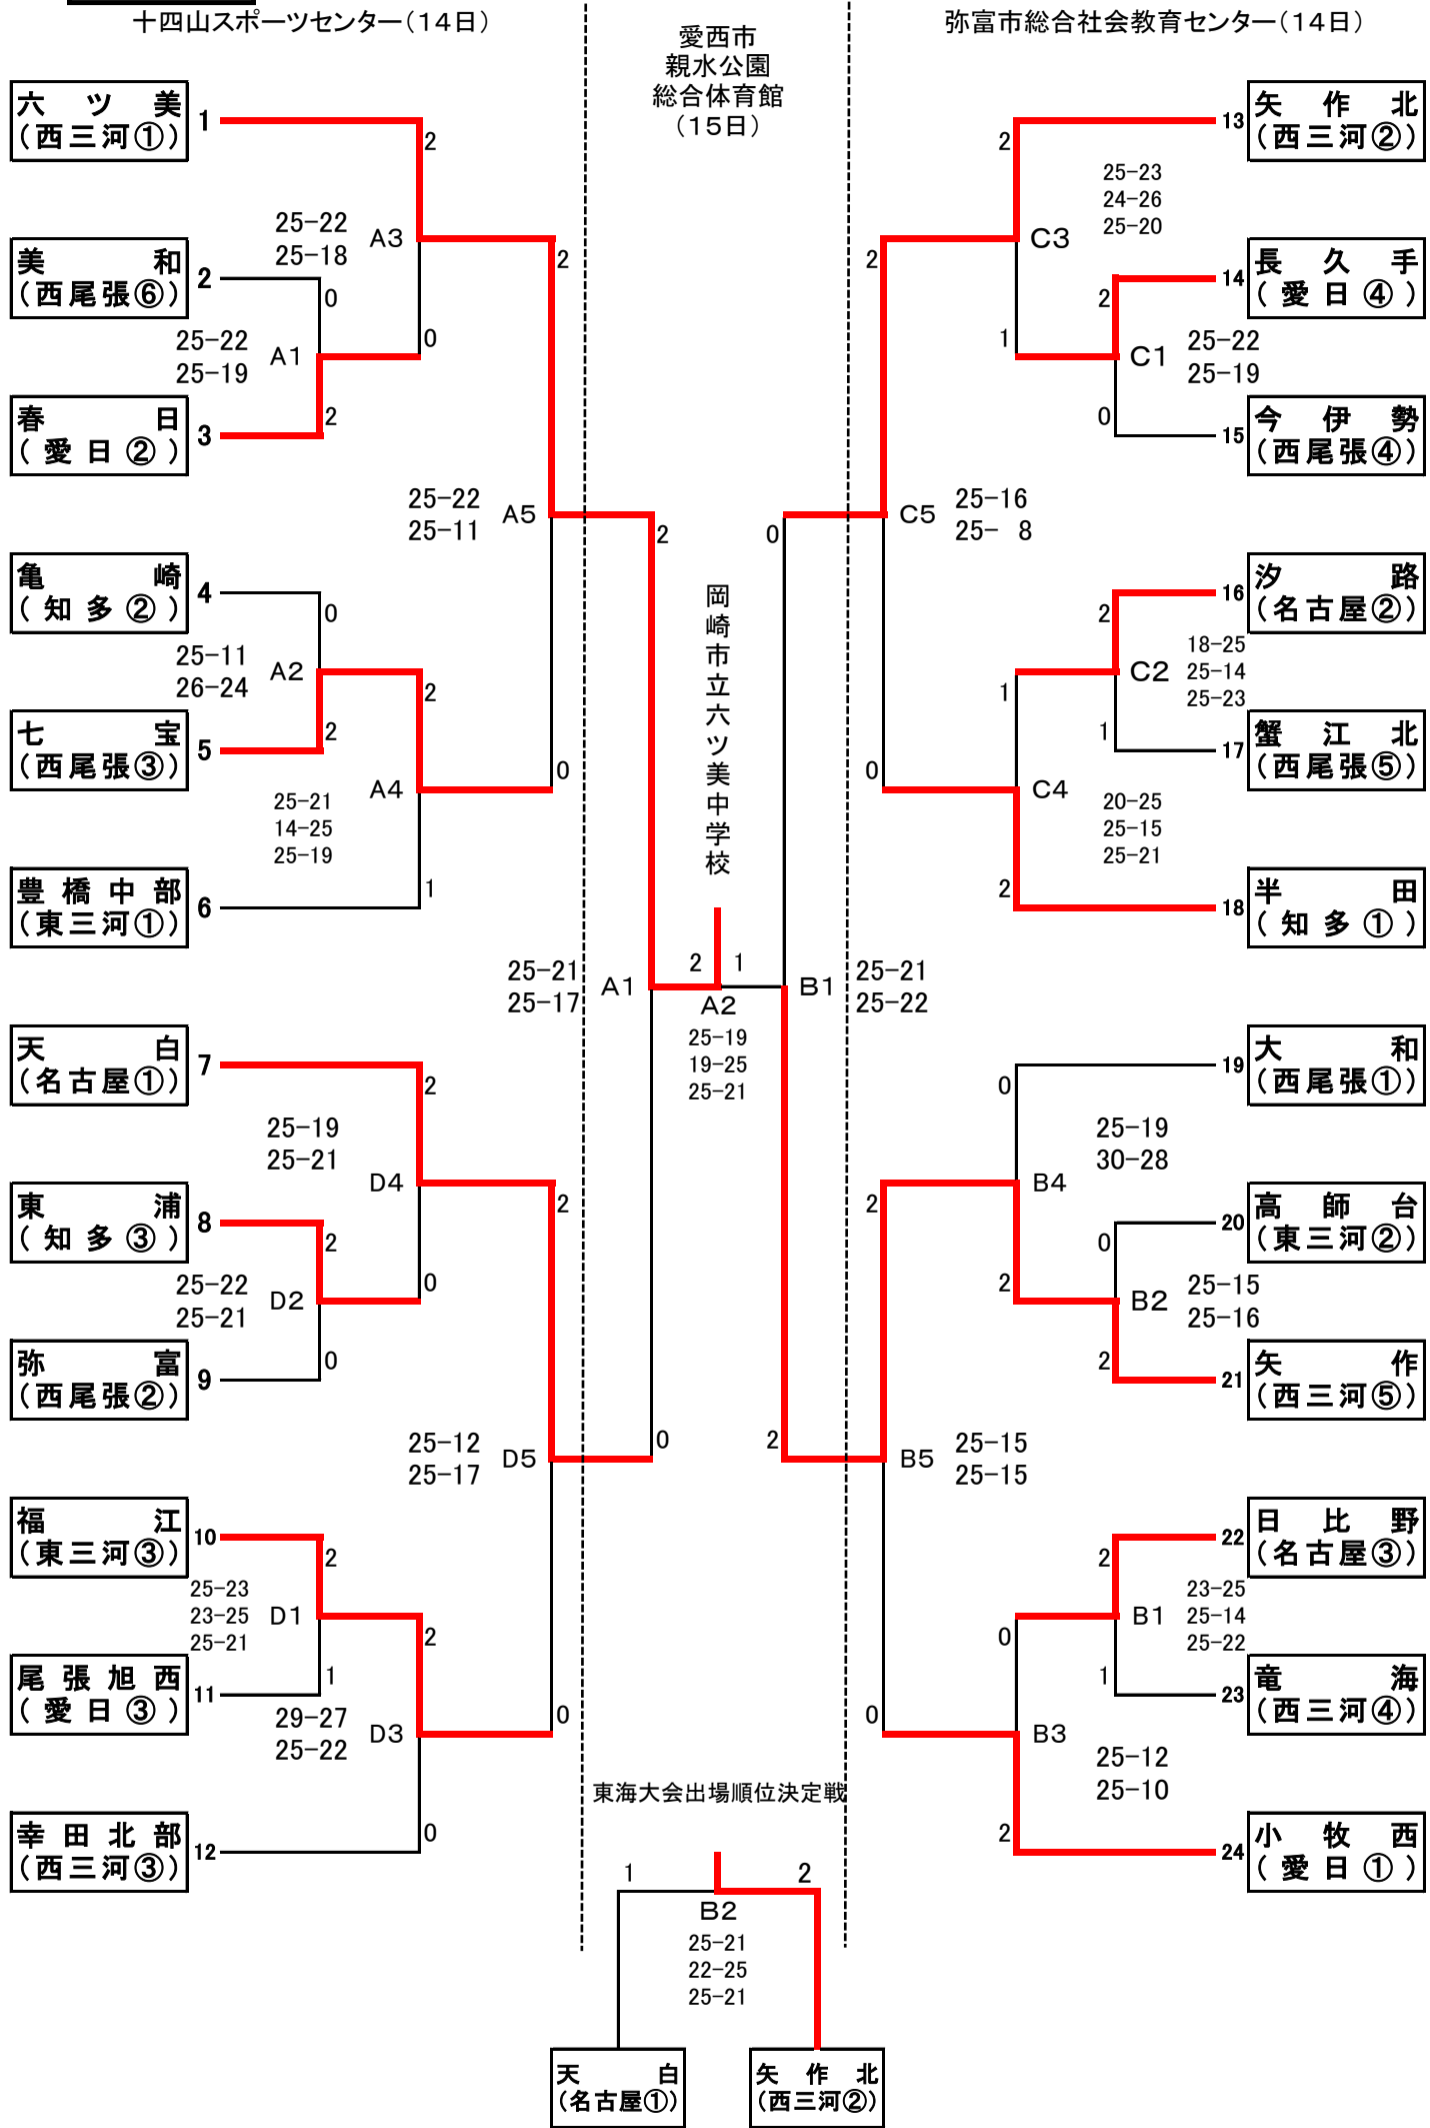 十四山スポーツセンター（14日）
愛西市
親水公園
総合体育館
（15日）
弥富市総合社会教育センター（14日）
六ツ美
（西三河①）
1
2
25-22
25-18
A3
美和
（西尾張⑥）
2
0
25-22
25-19
A1
0
春日
（愛日②）
3
2
2
25-22
25-11
A5
2
亀崎
（知多②）
4
0
25-11
26-24
A2
2
七宝
（西尾張③）
5
2
0
A4
25-21
14-25
25-19
豊橋中部
（東三河①）
6
1
25-21
25-17
A1
天白
（名古屋①）
7
2
25-19
25-21
D4
2
東浦
（知多③）
8
2
25-22
25-21
D2
0
弥富
（西尾張②）
9
0
25-12
25-17
D5
0
福江
（東三河③）
10
2
25-23
23-25
25-21
D1
2
尾張旭西
（愛日③）
11
1
29-27
25-22
D3
0
幸田北部
（西三河③）
12
0
岡崎市立六ツ美中学校
2
1
A2
25-19
19-25
25-21
13
矢作北
（西三河②）
2
25-23
24-26
25-20
C3
2
14
長久手
（愛日④）
2
1
C1
25-22
25-19
0
15
今伊勢
（西尾張④）
0
C5
25-16
25- 8
16
汐路
（名古屋②）
2
1
C2
18-25
25-14
25-23
1
17
蟹江北
（西尾張⑤）
0
C4
20-25
25-15
25-21
2
18
半田
（知多①）
B1
25-21
25-22
19
大和
（西尾張①）
0
25-19
30-28
B4
2
20
高師台
（東三河②）
0
2
B2
25-15
25-16
2
21
矢作
（西三河⑤）
2
B5
25-15
25-15
22
日比野
（名古屋③）
2
0
B1
23-25
25-14
25-22
1
23
竜海
（西三河④）
0
B3
25-12
25-10
2
24
小牧西
（愛日①）
東海大会出場順位決定戦
1
2
B2
25-21
22-25
25-21
天白
（名古屋①）
矢作北
（西三河②）